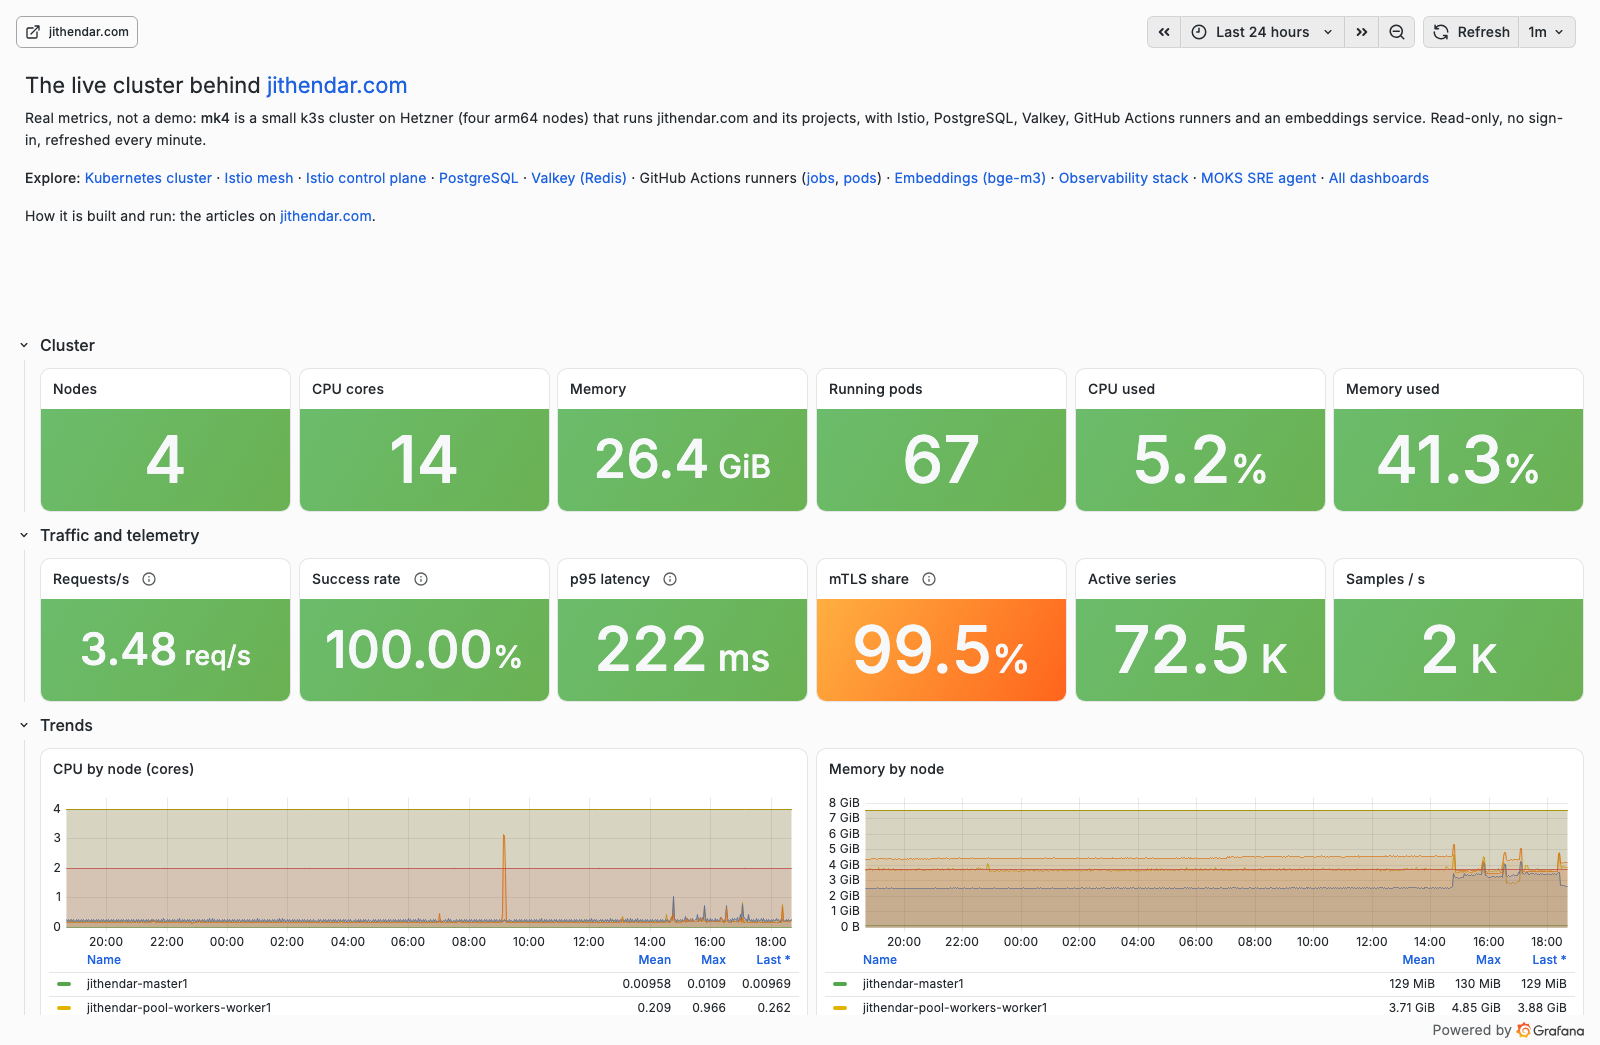 jithendar.com
Last 24 hours
Refresh
1m
The live cluster behind jithendar.com
Real metrics, not a demo: mk4 is a small k3s cluster on Hetzner (four arm64 nodes) that runs jithendar.com and its projects, with Istio, PostgreSQL, Valkey, GitHub Actions runners and an embeddings service. Read-only, no sign-
in, refreshed every minute.
Explore: Kubernetes cluster · Istio mesh · Istio control plane · PostgreSQL · Valkey (Redis) · GitHub Actions runners (jobs, pods) · Embeddings (bge-m3) · Observability stack · MOKS SRE agent · All dashboards
How it is built and run: the articles on jithendar.com.
Cluster
Nodes
4
CPU cores
14
Memory
26.4 GiB
Running pods
67
CPU used
5.2%
Memory used
41.3%
Traffic and telemetry
Requests/s
3.48 req/s
Success rate
100.00%
p95 latency
222 ms
mTLS share
99.5%
Active series
72.5 K
Samples / s
2 K
Trends
CPU by node (cores)
4
3
2
1
0
20:00 22:00 00:00 02:00 04:00 06:00 08:00 10:00 12:00 14:00 16:00 18:00
Name Mean Max Last *
jithendar-master1 0.00958 0.0109 0.00969
jithendar-pool-workers-worker1 0.209 0.966 0.262
Memory by node
8 GiB
7 GiB
6 GiB
5 GiB
4 GiB
3 GiB
2 GiB
1 GiB
0 B
20:00 22:00 00:00 02:00 04:00 06:00 08:00 10:00 12:00 14:00 16:00 18:00
Name Mean Max Last *
jithendar-master1 129 MiB 130 MiB 129 MiB
jithendar-pool-workers-worker1 3.71 GiB 4.85 GiB 3.88 GiB
Powered by Grafana